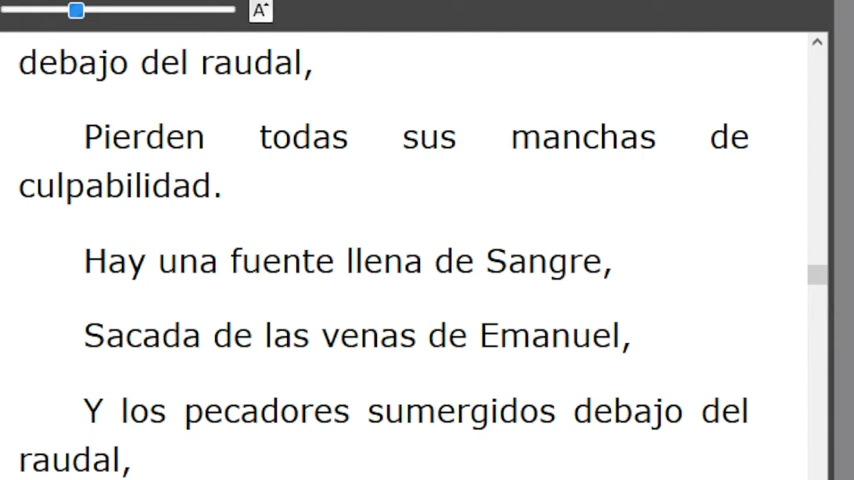 A
debajo del raudal,
Pierden todas sus manchas de
culpabilidad.
Hay una fuente llena de Sangre,
Sacada de las venas de Emanuel,
Y los pecadores sumergidos debajo del
raudal,